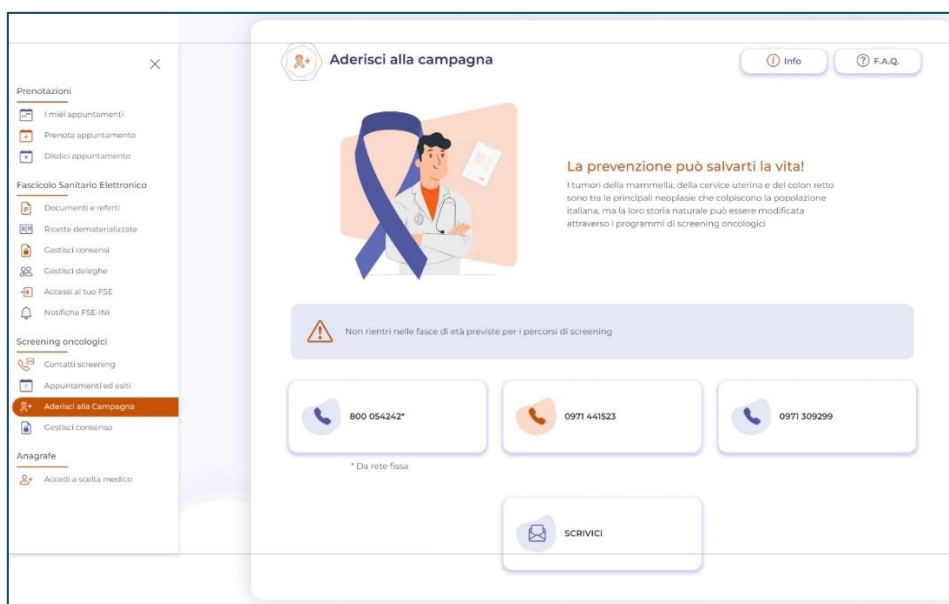 Prenotazioni
I miei appuntamenti
Prenota appuntamento
Disdici appuntamento
Fascicolo Sanitario Elettronico
Documenti e referti
Ricette dematerializzate
Gestisci consensi
Gestisci deleghe
Accessi al tuo FSE
Notifiche FSE-INI
Screening oncologici
Contatti screening
Appuntamenti ed esiti
Aderisci alla Campagna
Gestisci consenso
Anagrafe
Accedi a scelta medico
Aderisci alla campagna
Info
F.A.Q.
La prevenzione può salvarti la vita!
I tumori della mammella, della cervice uterina e del colon retto
sono tra le principali neoplasie che colpiscono la popolazione
italiana, ma la loro storia naturale può essere modificata
attraverso i programmi di screening oncologici
Non rientri nelle fasce di età previste per i percorsi di screening
800 054242*
0971 441523
0971 309299
* Da rete fissa
SCRIVICI